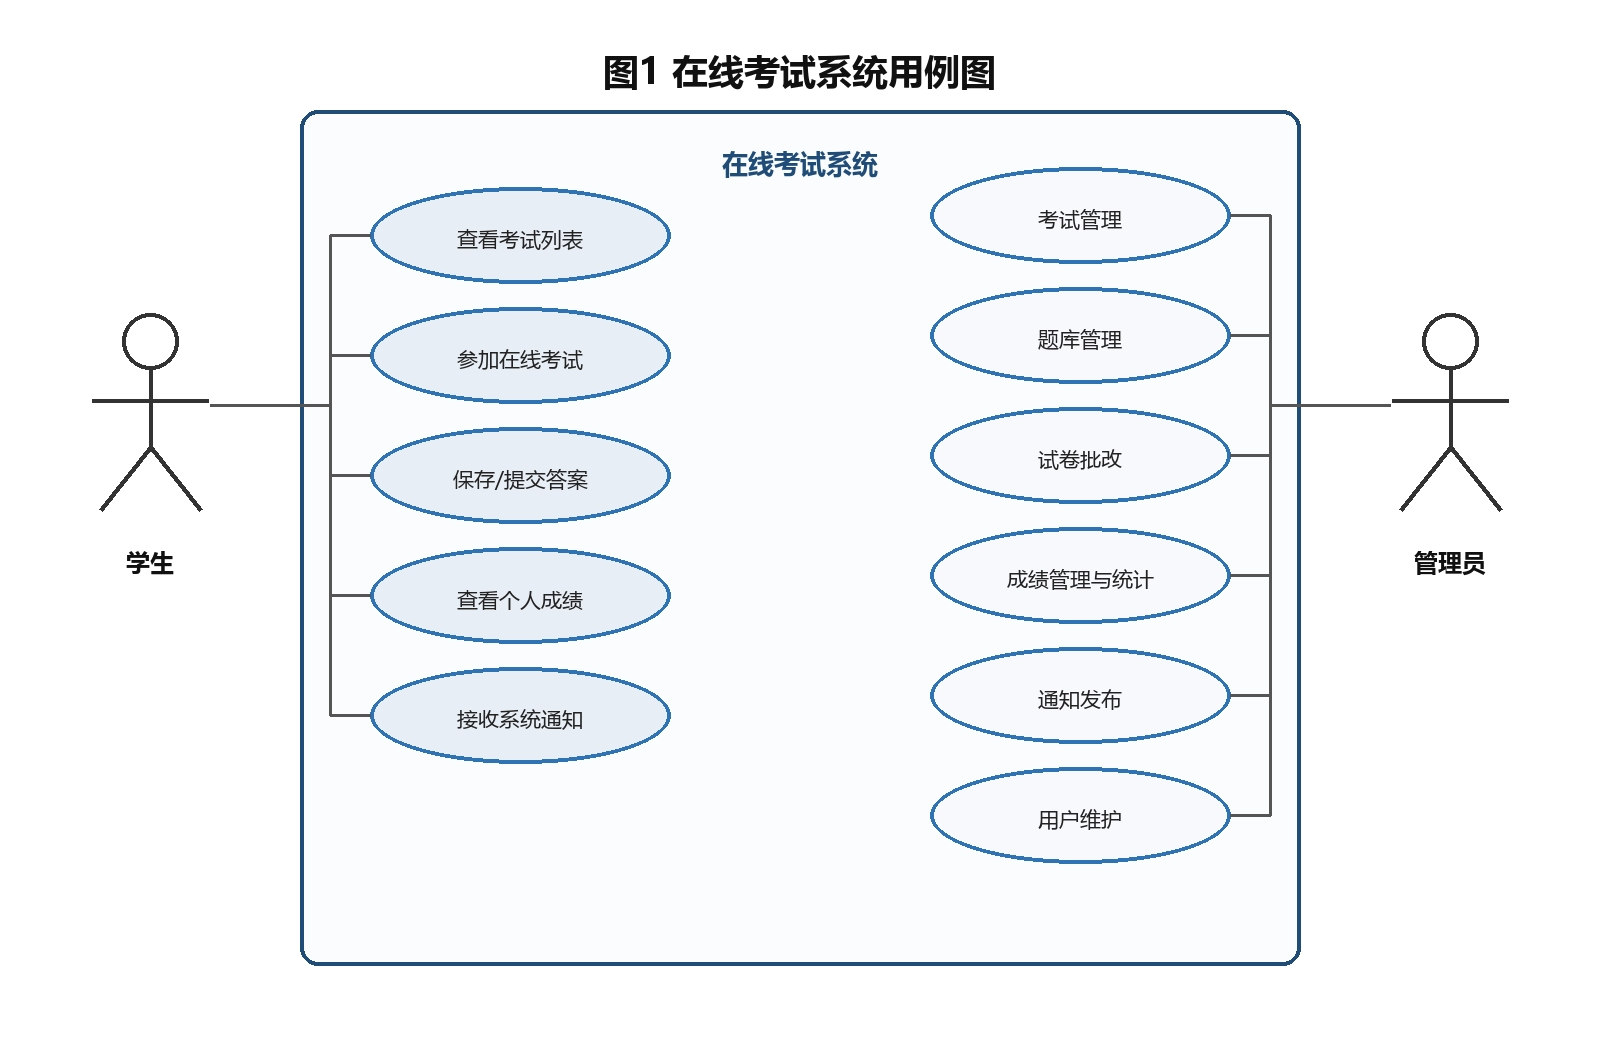 图1 在线考试系统用例图
在线考试系统
查看考试列表
参加在线考试
保存/提交答案
查看个人成绩
接收系统通知
考试管理
题库管理
试卷批改
成绩管理与统计
通知发布
用户维护
学生
管理员